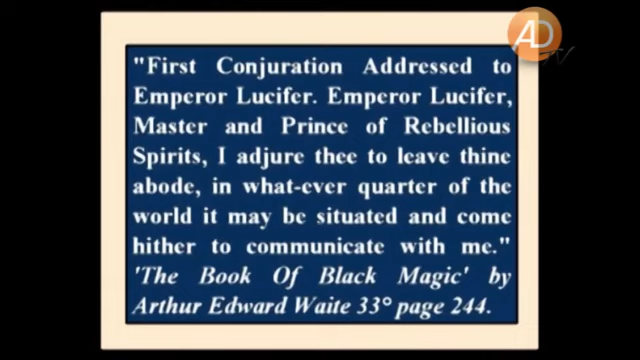 AD
TV
"First Conjuration Addressed to
Emperor Lucifer. Emperor Lucifer,
Master and Prince of Rebellious
Spirits, I adjure thee to leave thine
abode, in what-ever quarter of the
world it may be situated and come
hither to communicate with me."
'The Book Of Black Magic' by
Arthur Edward Waite 33° page 244.